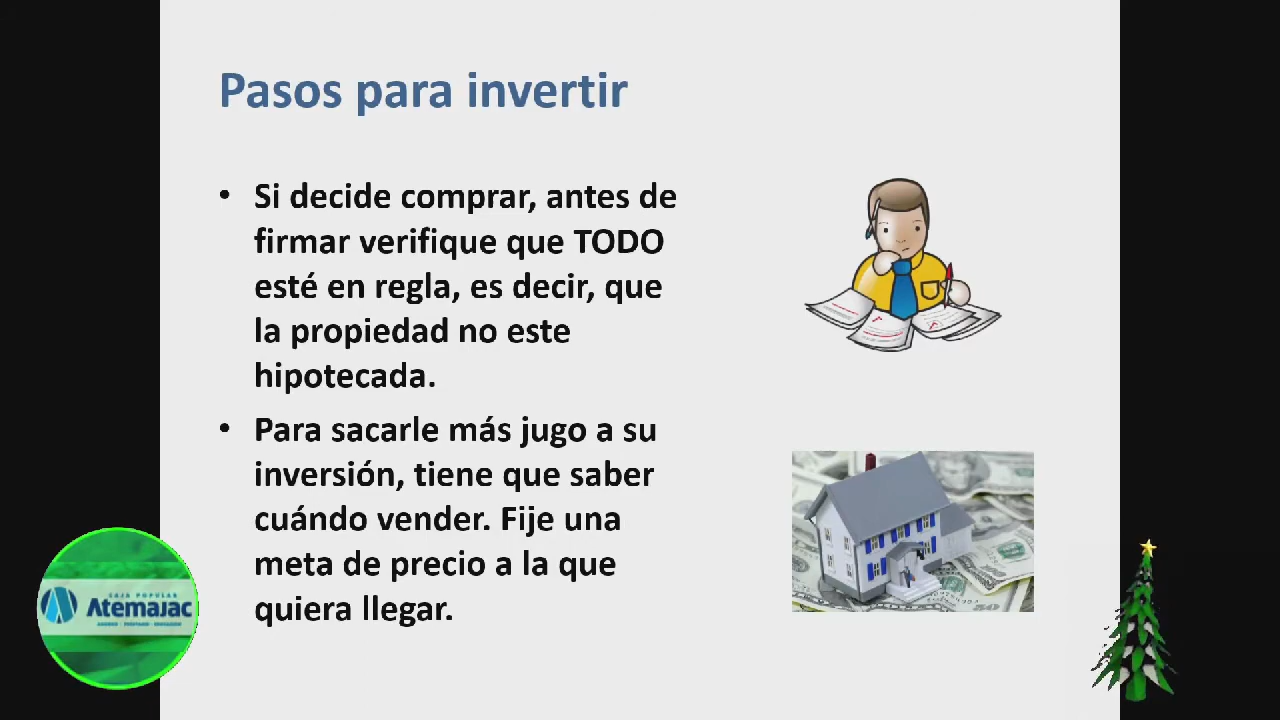 Pasos para invertir
• Si decide comprar, antes de
firmar verifique que TODO
esté en regla, es decir, que
la propiedad no este
hipotecada.
• Para sacarle más jugo a su
inversión, tiene que saber
cuándo vender. Fije una
meta de precio a la que
quiera llegar.
CAJA POPULAR
Atemajac